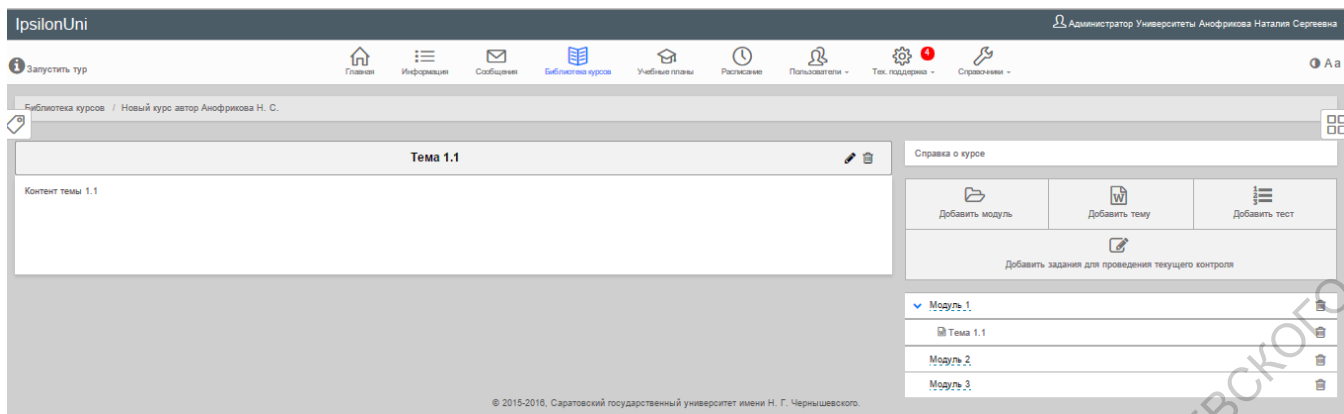 IpsilonUni
Администратор Университеты Анофрикова Наталия Сергеевна
Запустить тур
Главная
Информация
Сообщения
Библиотека курсов
Учебные планы
Расписание
Пользователи
4
Тех. поддержка
Справочники
Aa
Библиотека курсов / Новый курс автор Анофрикова Н. С.
Тема 1.1
Контент темы 1.1
Справка о курсе
Добавить модуль
Добавить тему
Добавить тест
Добавить задания для проведения текущего контроля
Модуль 1
Тема 1.1
Модуль 2
Модуль 3
© 2015-2016, Саратовский государственный университет имени Н. Г. Чернышевского.